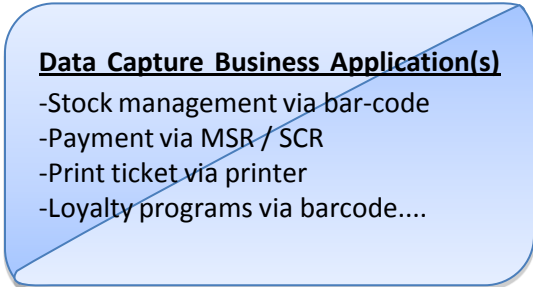 Data Capture Business Application(s)
-Stock management via bar-code
-Payment via MSR / SCR
-Print ticket via printer
-Loyalty programs via barcode....